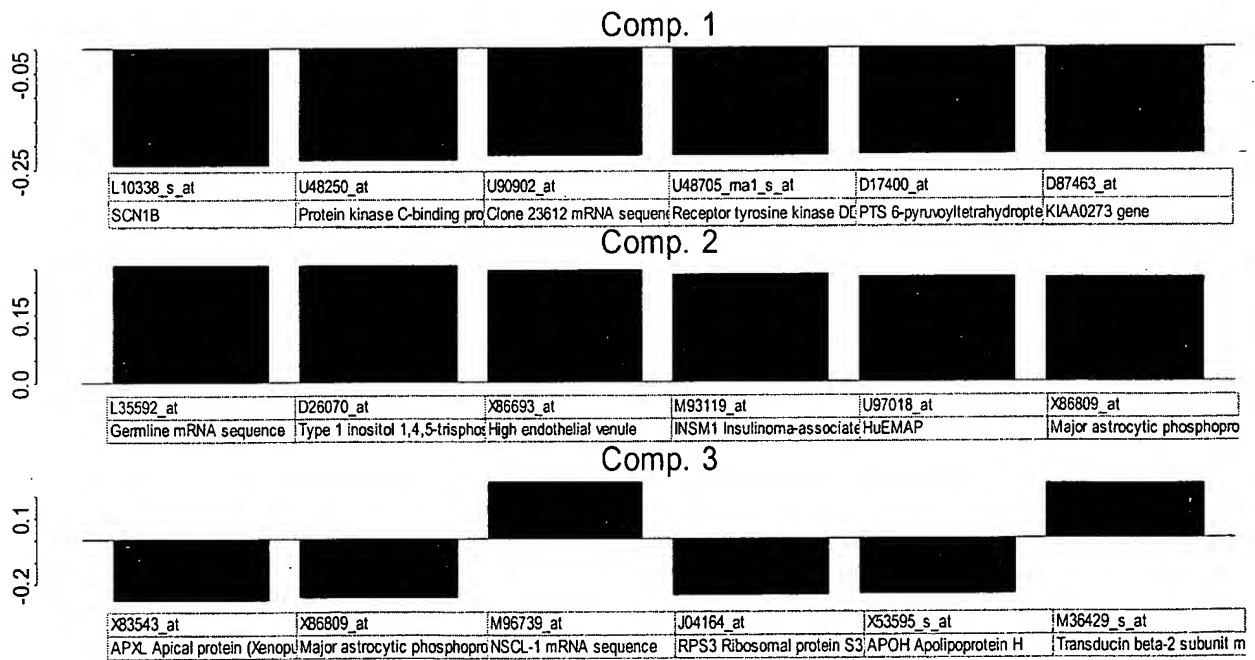 Comp. 1
-0.05
-0.25
L10338_s_at U48250_at U90902_at U48705_ma1_s_at D17400_at D87463_at
SCN1B Protein kinase C-binding pro Clone 23612 mRNA sequen Receptor tyrosine kinase DD PTS 6-pyruvoyltetrahydropte KIAA0273 gene
Comp. 2
0.15
0.0
L35592_at D26070_at X86693_at M93119_at U97018_at X86809_at
Germline mRNA sequence Type 1 inositol 1,4,5-trisphos High endothelial venule INSM1 Insulinoma-associate HuEMAP Major astrocytic phosphopro
Comp. 3
0.1
-0.2
X83543_at X86809_at M96739_at J04164_at X53595_s_at M36429_s_at
APXL Apical protein (Xenopu Major astrocytic phosphopro NSCL-1 mRNA sequence RPS3 Ribosomal protein S3 APOH Apolipoprotein H Transducin beta-2 subunit m